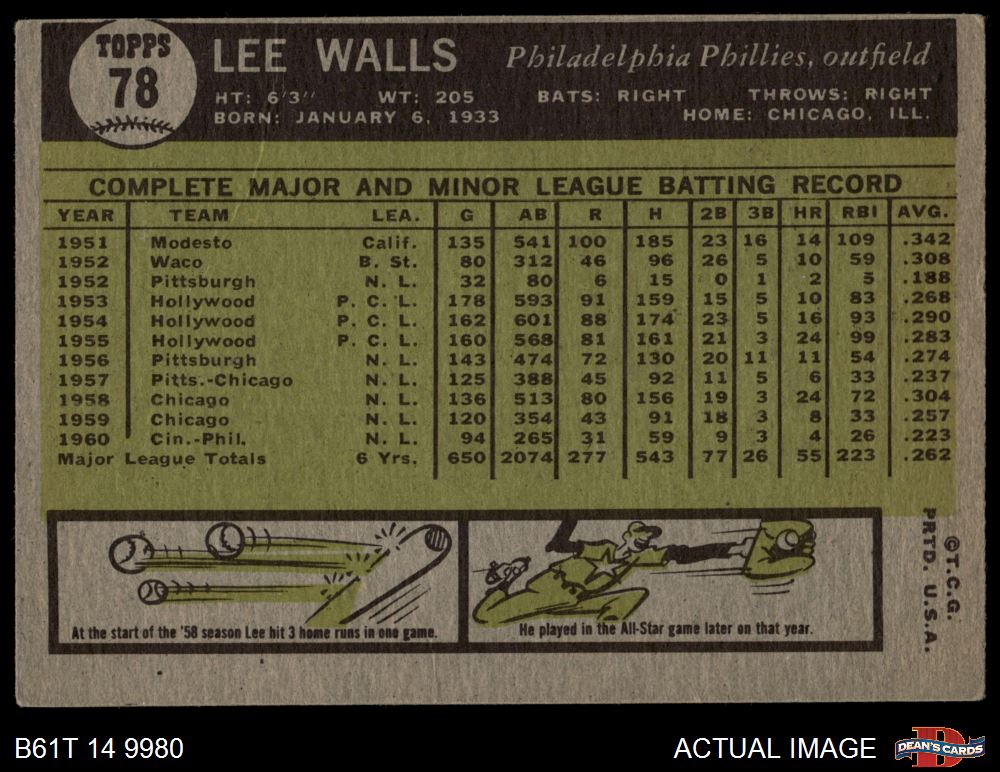 TOPPS
78
LEE WALLS Philadelphia Phillies, outfield
HT: 6'3" WT: 205 BATS: RIGHT THROWS: RIGHT
BORN: JANUARY 6, 1933 HOME: CHICAGO, ILL.
COMPLETE MAJOR AND MINOR LEAGUE BATTING RECORD
YEAR TEAM LEA. G AB R H 2B 3B HR RBI AVG.
1951 Modesto Calif. 135 541 100 185 23 16 14 109 .342
1952 Waco B. St. 80 312 46 96 26 5 10 59 .308
1952 Pittsburgh N. L. 32 80 6 15 0 1 2 5 .188
1953 Hollywood P. C. L. 178 593 91 159 15 5 10 83 .268
1954 Hollywood P. C. L. 162 601 88 174 23 5 16 93 .290
1955 Hollywood P. C. L. 160 568 81 161 21 3 24 99 .283
1956 Pittsburgh N. L. 143 474 72 130 20 11 11 54 .274
1957 Pitts.-Chicago N. L. 125 388 45 92 11 5 6 33 .237
1958 Chicago N. L. 136 513 80 156 19 3 24 72 .304
1959 Chicago N. L. 120 354 43 91 18 3 8 33 .257
1960 Cin.-Phil. N. L. 94 265 31 59 9 3 4 26 .223
Major League Totals 6 Yrs. 650 2074 277 543 77 26 55 223 .262
At the start of the '58 season Lee hit 3 home runs in one game.
He played in the All-Star game later on that year.
©T.C.G.
PRTD. U.S.A.
B61T 14 9980 ACTUAL IMAGE
D
DEAN'S CARDS